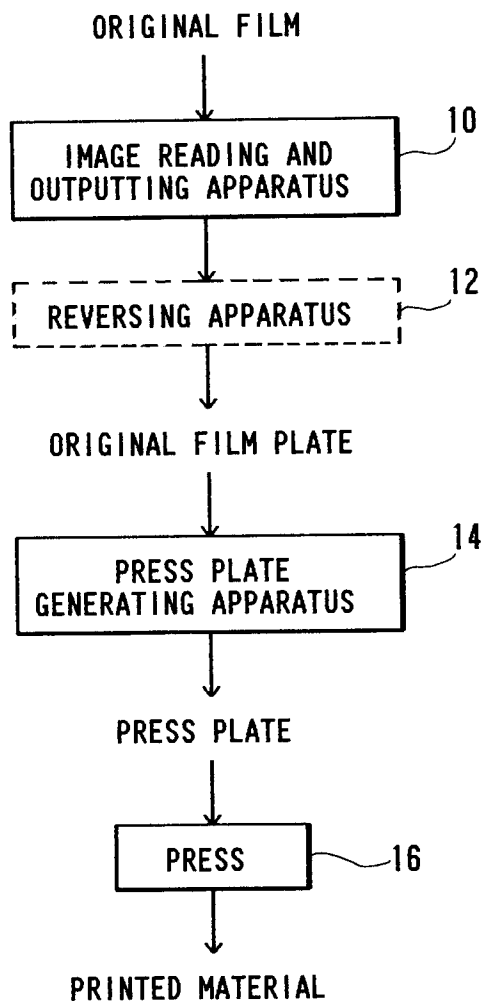 ORIGINAL FILM
10
IMAGE READING AND
OUTPUTTING APPARATUS
12
REVERSING APPARATUS
ORIGINAL FILM PLATE
14
PRESS PLATE
GENERATING APPARATUS
PRESS PLATE
PRESS
16
PRINTED MATERIAL